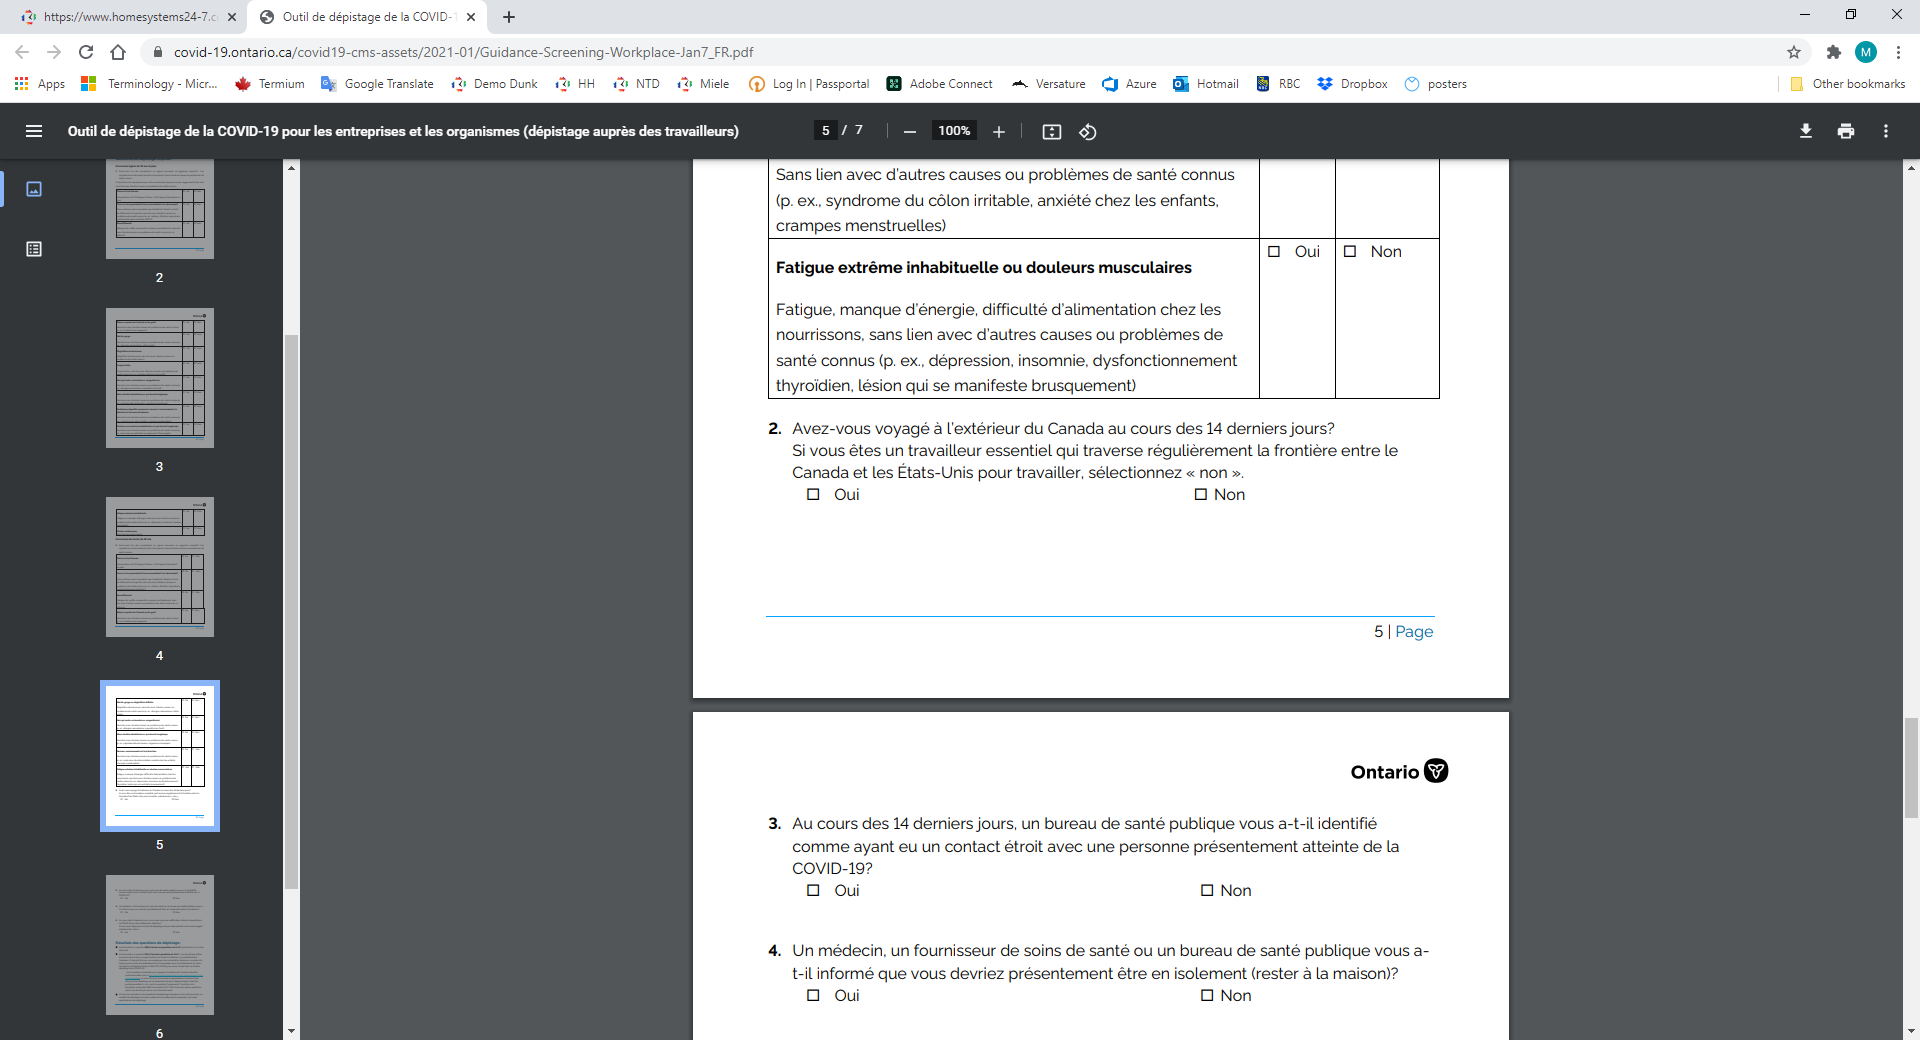 https://www.homesystems24-7.c
Outil de dépistage de la COVID-1
covid-19.ontario.ca/covid19-cms-assets/2021-01/Guidance-Screening-Workplace-Jan7_FR.pdf
M
Apps
Terminology - Micr...
Termium
Google Translate
Demo Dunk
HH
NTD
Miele
Log In | Passportal
Adobe Connect
Versature
Azure
Hotmail
RBC
Dropbox
posters
Other bookmarks
Outil de dépistage de la COVID-19 pour les entreprises et les organismes (dépistage auprès des travailleurs)
5 / 7
100%
2
3
4
5
6
Sans lien avec d'autres causes ou problèmes de santé connus
(p. ex., syndrome du côlon irritable, anxiété chez les enfants,
crampes menstruelles)
Fatigue extrême inhabituelle ou douleurs musculaires
Fatigue, manque d'énergie, difficulté d'alimentation chez les
nourrissons, sans lien avec d'autres causes ou problèmes de
santé connus (p. ex., dépression, insomnie, dysfonctionnement
thyroïdien, lésion qui se manifeste brusquement)
☐ Oui ☐ Non
2. Avez-vous voyagé à l'extérieur du Canada au cours des 14 derniers jours?
Si vous êtes un travailleur essentiel qui traverse régulièrement la frontière entre le
Canada et les États-Unis pour travailler, sélectionnez « non ».
☐ Oui ☐ Non
5 | Page
Ontario
3. Au cours des 14 derniers jours, un bureau de santé publique vous a-t-il identifié
comme ayant eu un contact étroit avec une personne présentement atteinte de la
COVID-19?
☐ Oui ☐ Non
4. Un médecin, un fournisseur de soins de santé ou un bureau de santé publique vous a-
t-il informé que vous devriez présentement être en isolement (rester à la maison)?
☐ Oui ☐ Non